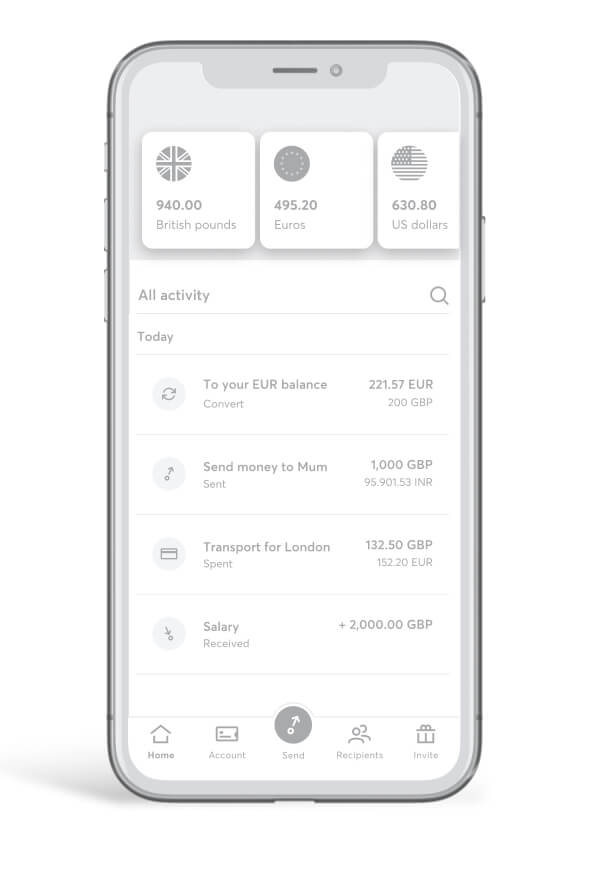 940.00
British pounds
495.20
Euros
630.80
US dollars
All activity
Today
To your EUR balance
221.57 EUR
Convert
200 GBP
Send money to Mum
1,000 GBP
Sent
95.901.53 INR
Transport for London
132.50 GBP
Spent
152.20 EUR
Salary
+ 2,000.00 GBP
Received
Home
Account
Send
Recipients
Invite